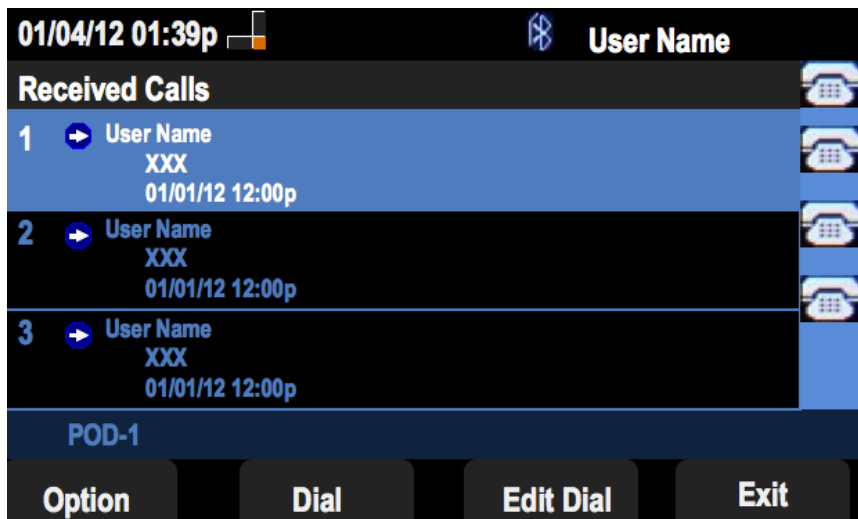 01/04/12 01:39p User Name
Received Calls
1 User Name
XXX
01/01/12 12:00p
2 User Name
XXX
01/01/12 12:00p
3 User Name
XXX
01/01/12 12:00p
POD-1
Option Dial Edit Dial Exit